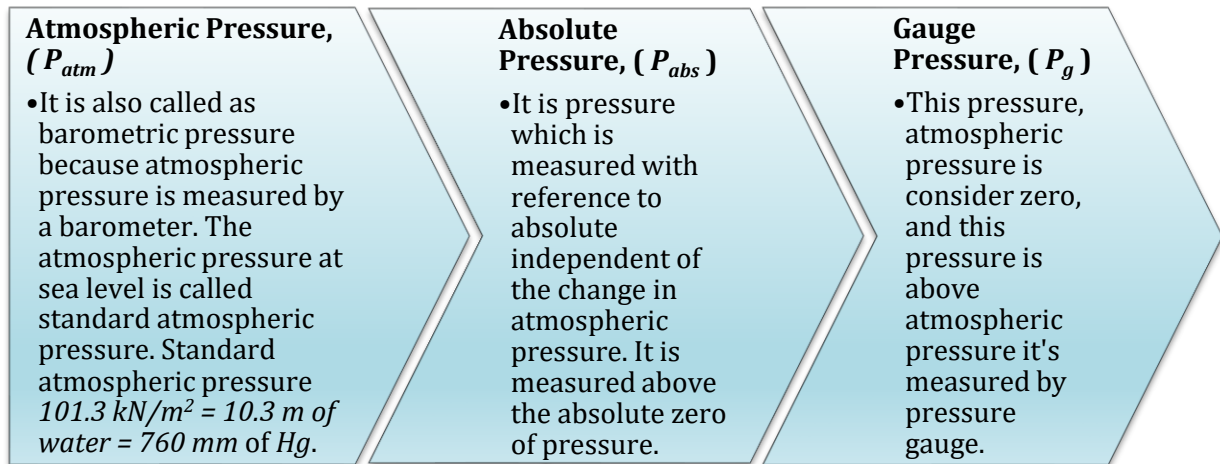 Atmospheric Pressure,
( P_atm )
•It is also called as
barometric pressure
because atmospheric
pressure is measured by
a barometer. The
atmospheric pressure at
sea level is called
standard atmospheric
pressure. Standard
atmospheric pressure
101.3 kN/m² = 10.3 m of
water = 760 mm of Hg.
Absolute
Pressure, ( P_abs )
•It is pressure
which is
measured with
reference to
absolute
independent of
the change in
atmospheric
pressure. It is
measured above
the absolute zero
of pressure.
Gauge
Pressure, ( P_g )
•This pressure,
atmospheric
pressure is
consider zero,
and this
pressure is
above
atmospheric
pressure it's
measured by
pressure
gauge.